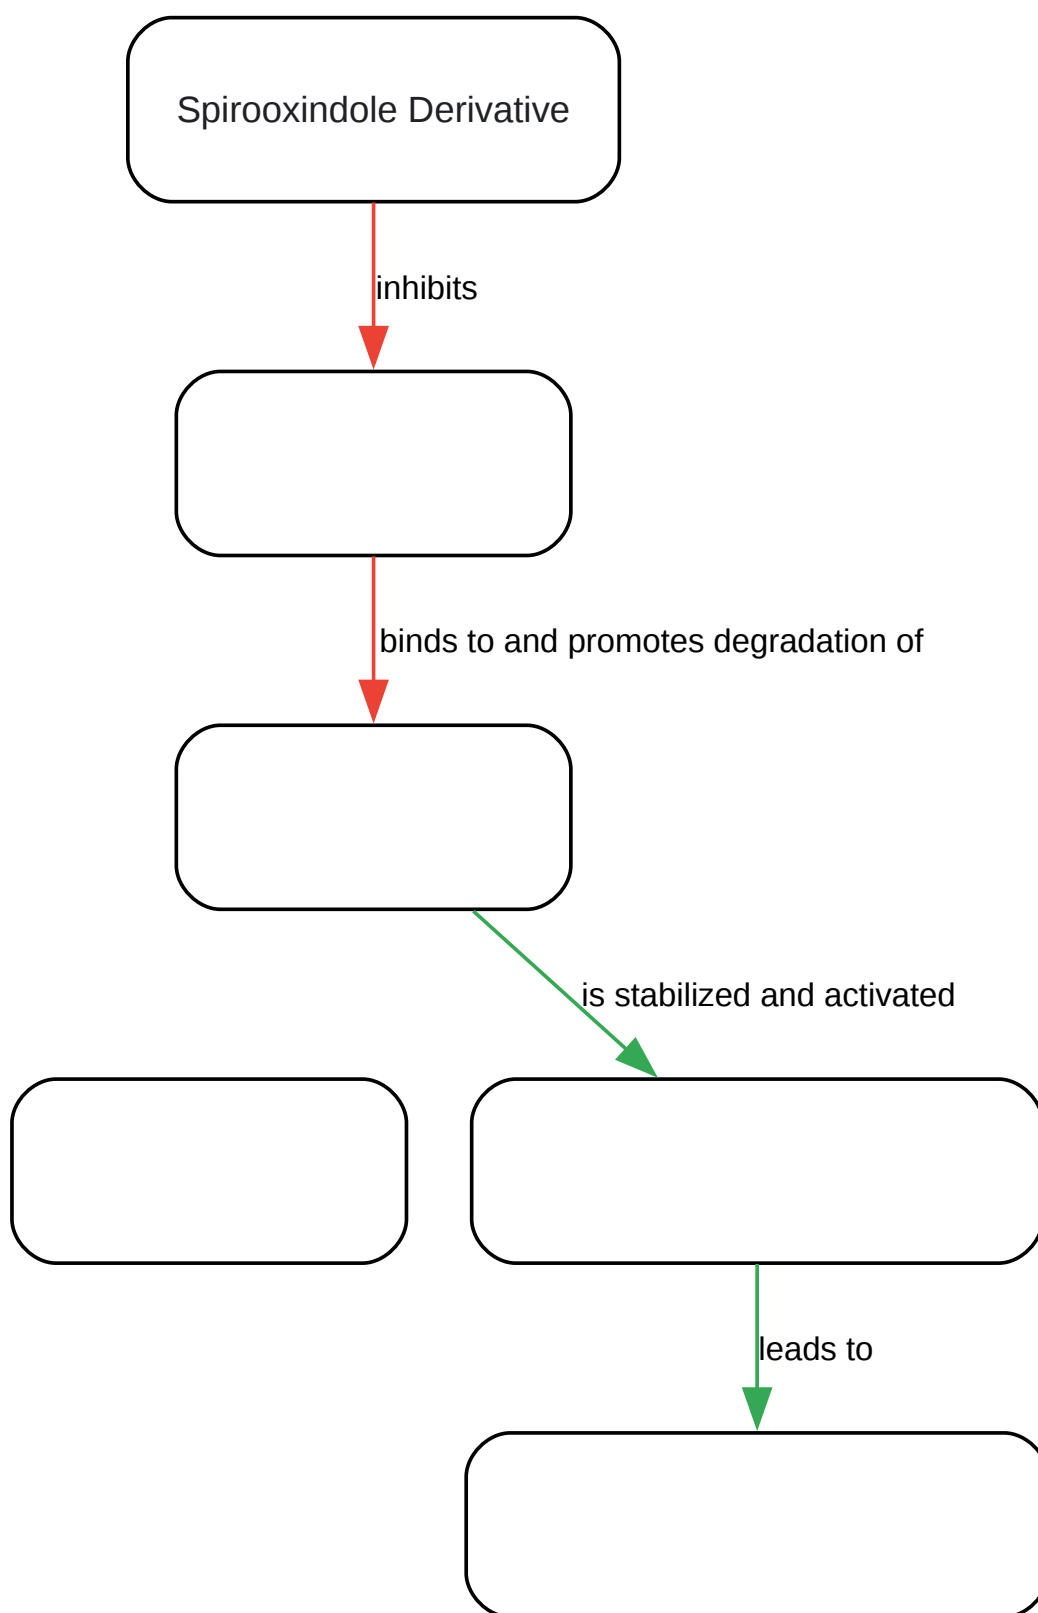 Spirooxindole Derivative
inhibits
binds to and promotes degradation of
is stabilized and activated
leads to